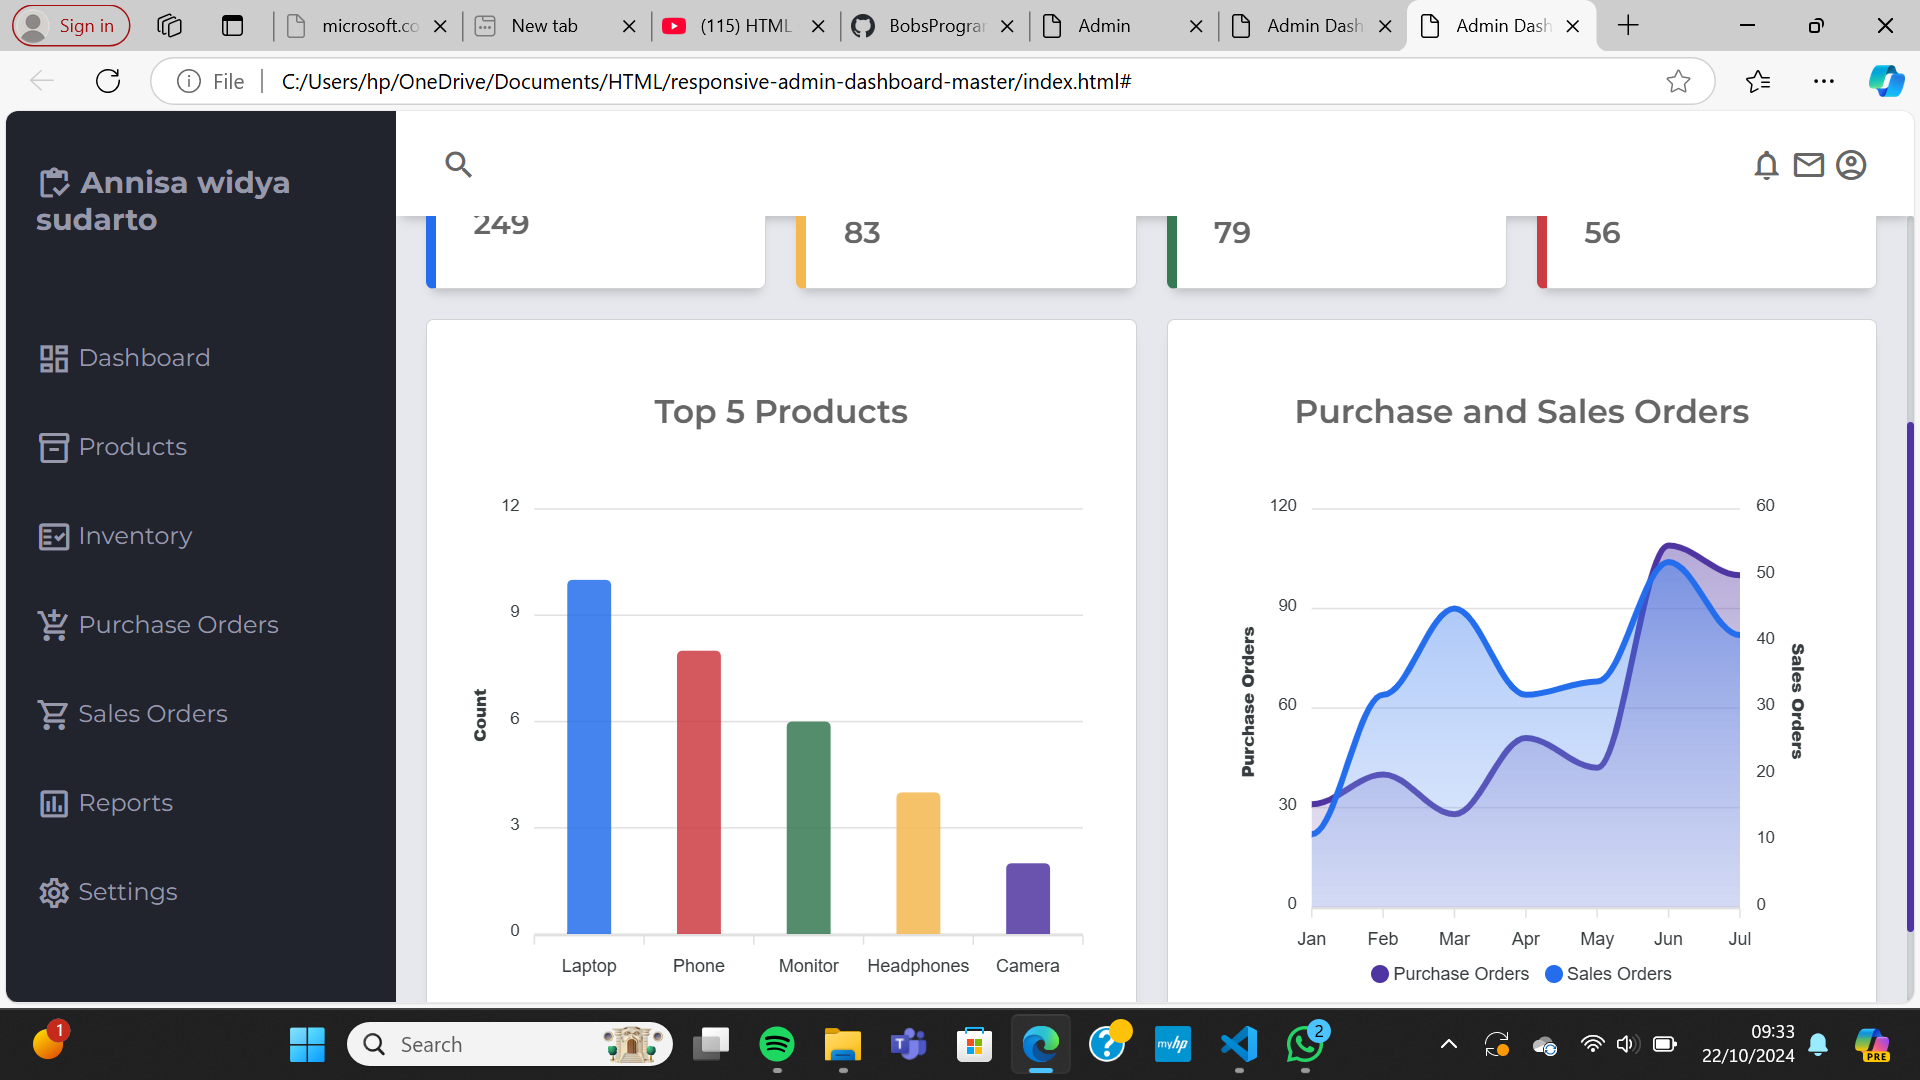 Sign in
microsoft.co
New tab
(115) HTML
BobsProgran
Admin
Admin Dash
Admin Dash
File
C:/Users/hp/OneDrive/Documents/HTML/responsive-admin-dashboard-master/index.html#
Annisa widya
sudarto
249
83
79
56
Dashboard
Products
Inventory
Purchase Orders
Sales Orders
Reports
Settings
Top 5 Products
12
9
6
3
0
Count
Laptop Phone Monitor Headphones Camera
Purchase and Sales Orders
120
90
60
30
0
Purchase Orders
60
50
40
30
20
10
0
Sales Orders
Jan Feb Mar Apr May Jun Jul
Purchase Orders Sales Orders
1
Search
myhp
2
09:33
22/10/2024
PRE